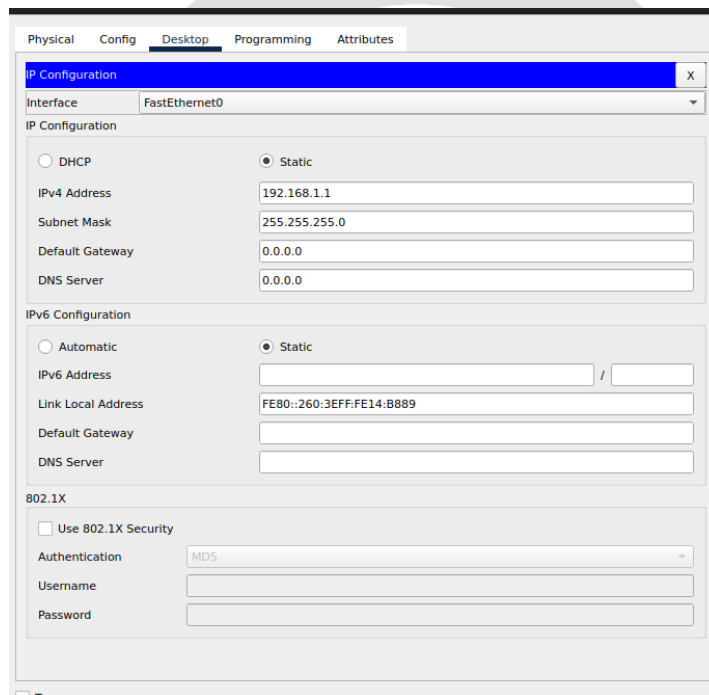 Physical Config Desktop Programming Attributes
IP Configuration X
Interface FastEthernet0
IP Configuration
DHCP Static
IPv4 Address 192.168.1.1
Subnet Mask 255.255.255.0
Default Gateway 0.0.0.0
DNS Server 0.0.0.0
IPv6 Configuration
Automatic Static
IPv6 Address /
Link Local Address FE80::260:3EFF:FE14:B889
Default Gateway
DNS Server
802.1X
Use 802.1X Security
Authentication MD5
Username
Password